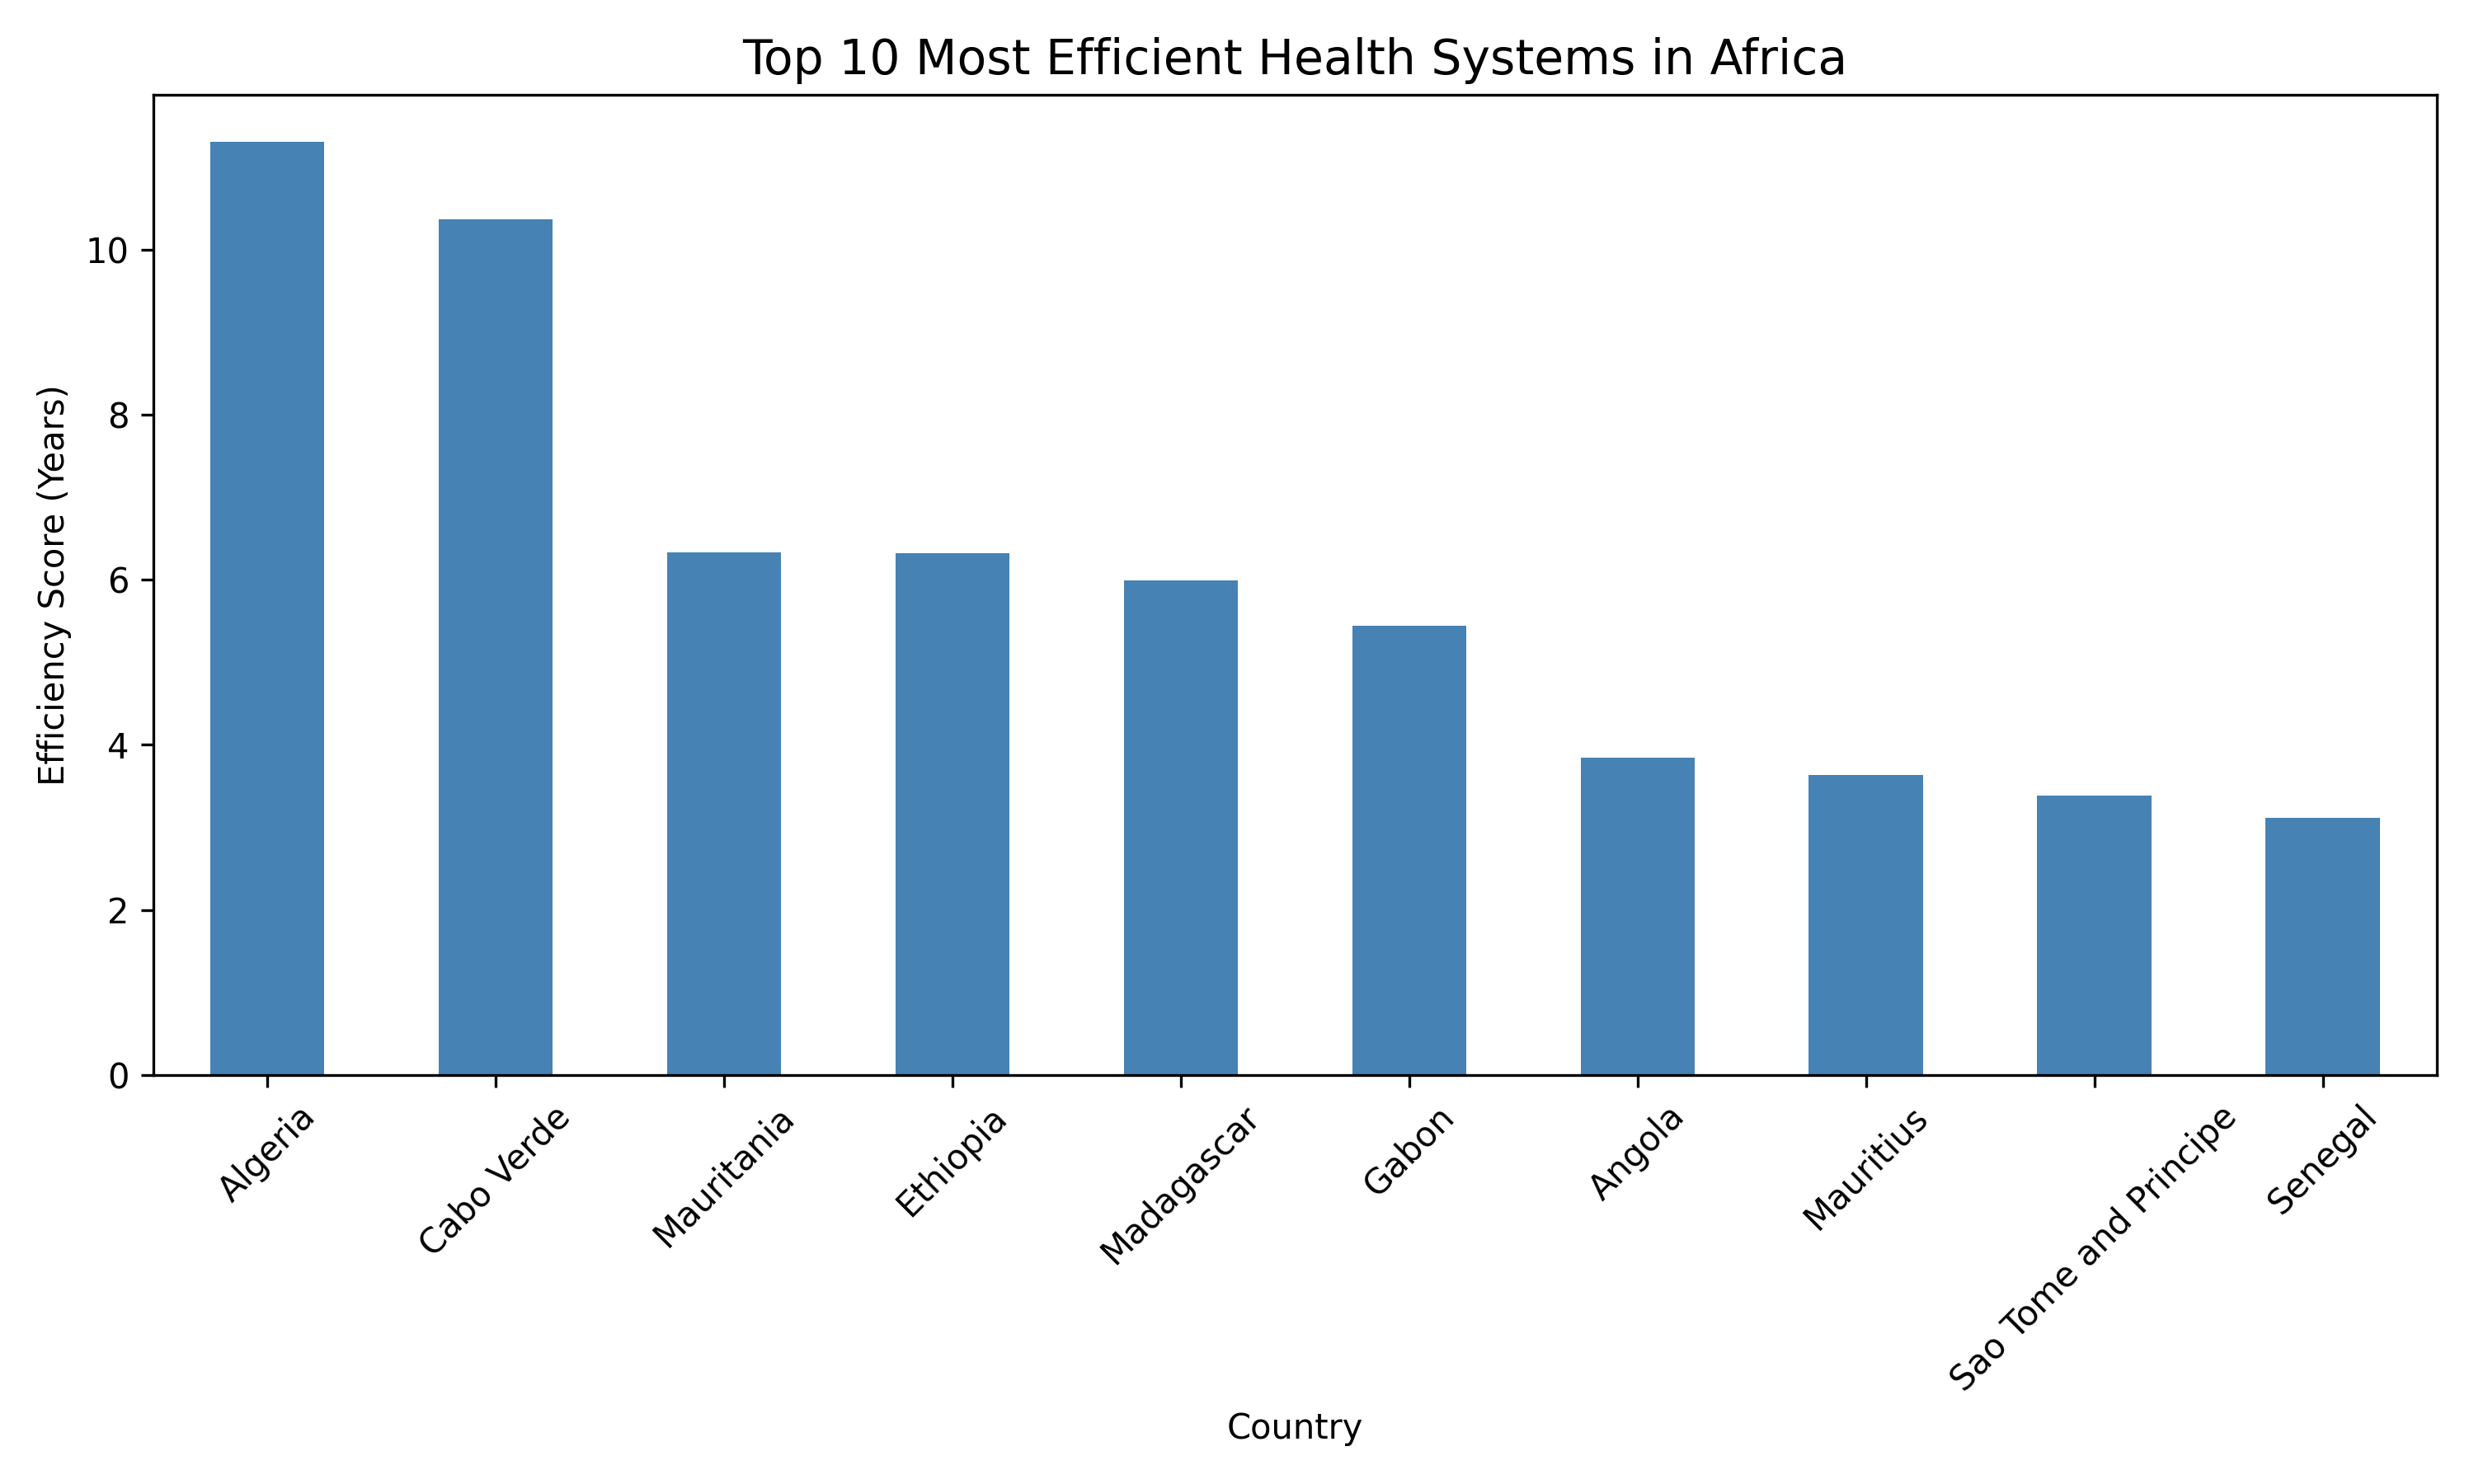 Top 10 Most Efficient Health Systems in Africa
Efficiency Score (Years)
10
8
6
4
2
0
Algeria
Cabo Verde
Mauritania
Ethiopia
Madagascar
Gabon
Angola
Mauritius
Sao Tome and Principe
Senegal
Country